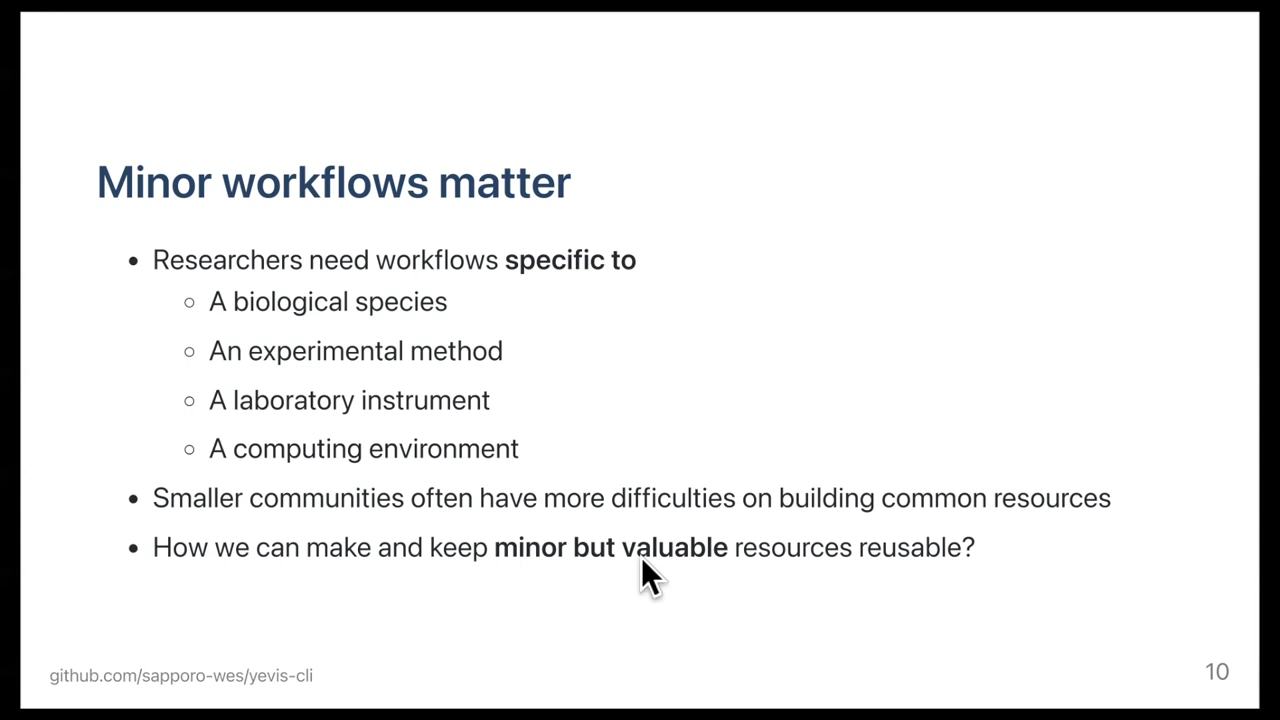 Minor workflows matter
• Researchers need workflows specific to
○ A biological species
○ An experimental method
○ A laboratory instrument
○ A computing environment
• Smaller communities often have more difficulties on building common resources
• How we can make and keep minor but valuable resources reusable?
github.com/sapporo-wes/yevis-cli
10